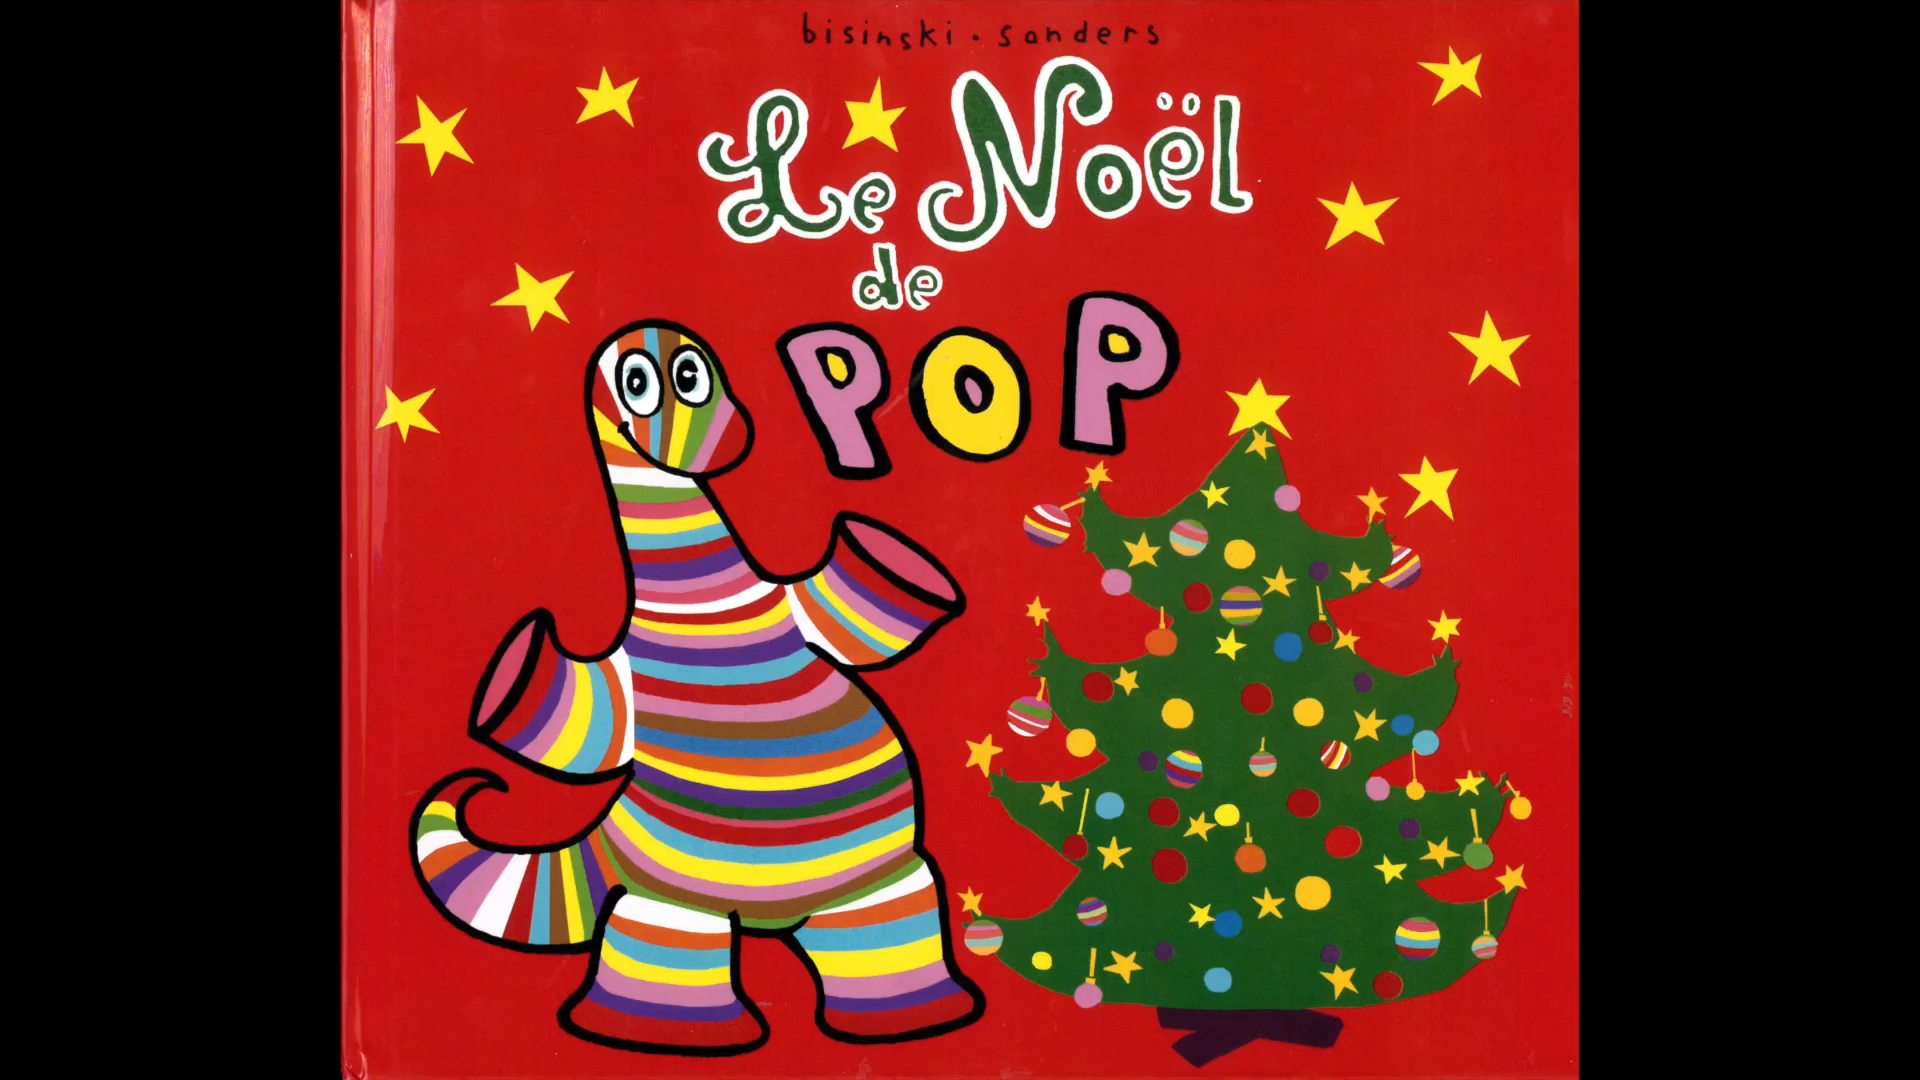 bisinski • sanders
Le Noël
de
POP